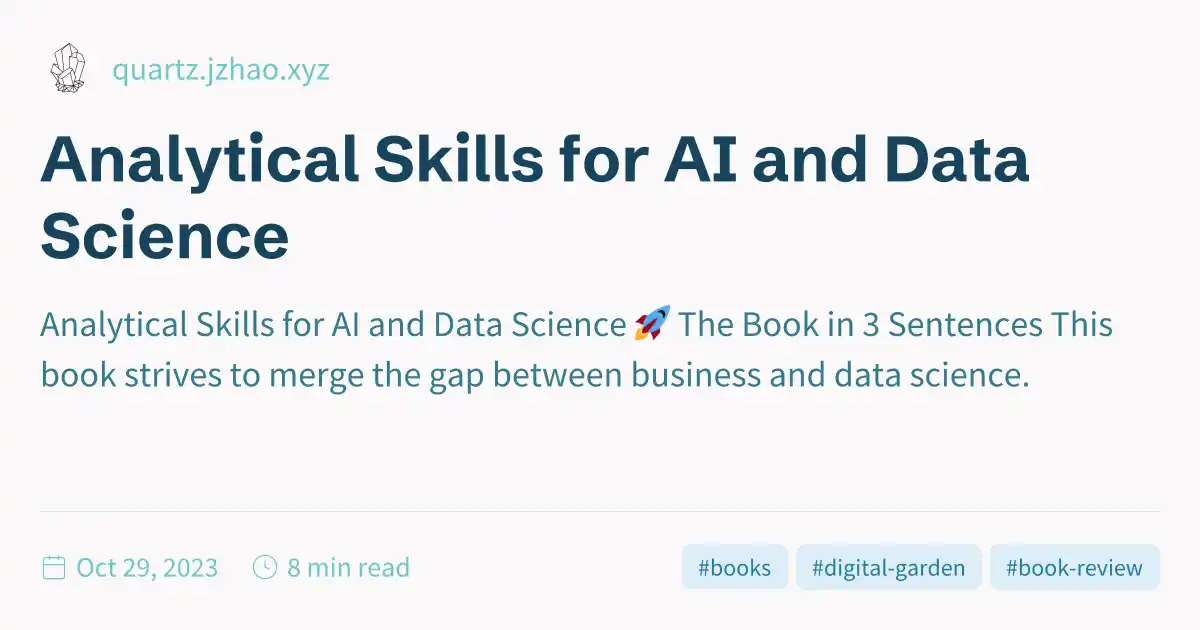 quartz.jzhao.xyz
Analytical Skills for AI and Data
Science
Analytical Skills for AI and Data Science 🚀 The Book in 3 Sentences This
book strives to merge the gap between business and data science.
Oct 29, 2023 8 min read #books #digital-garden #book-review